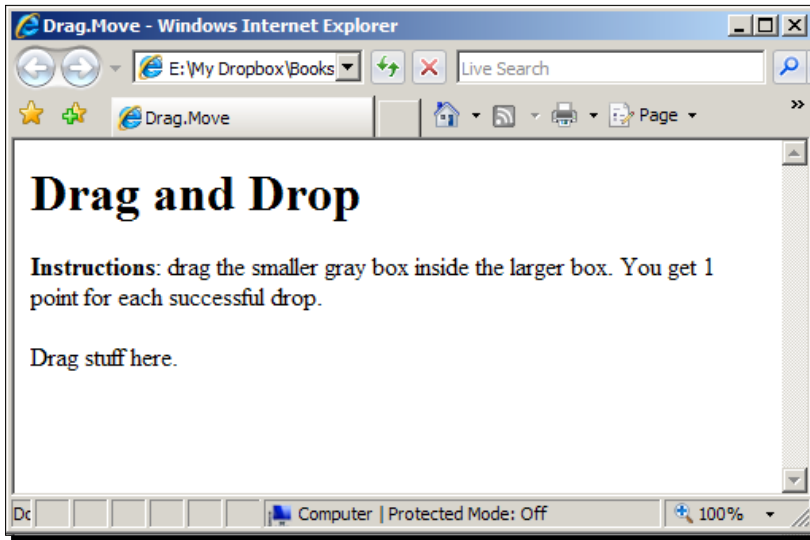 Drag.Move - Windows Internet Explorer
E:\My Dropbox\Books
Live Search
Drag.Move
Page
»
Drag and Drop
Instructions: drag the smaller gray box inside the larger box. You get 1
point for each successful drop.
Drag stuff here.
Computer | Protected Mode: Off
100%